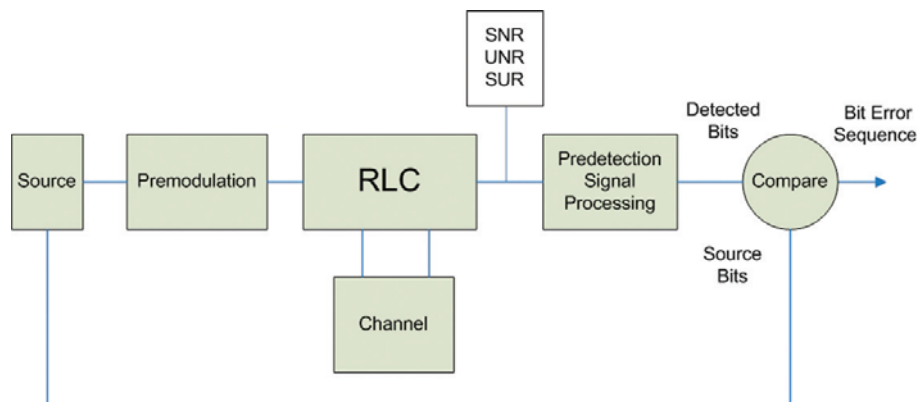 SNR
UNR
SUR
Detected
Bits
Bit Error
Sequence
Source
Premodulation
RLC
Predetection
Signal
Processing
Compare
Source
Bits
Channel